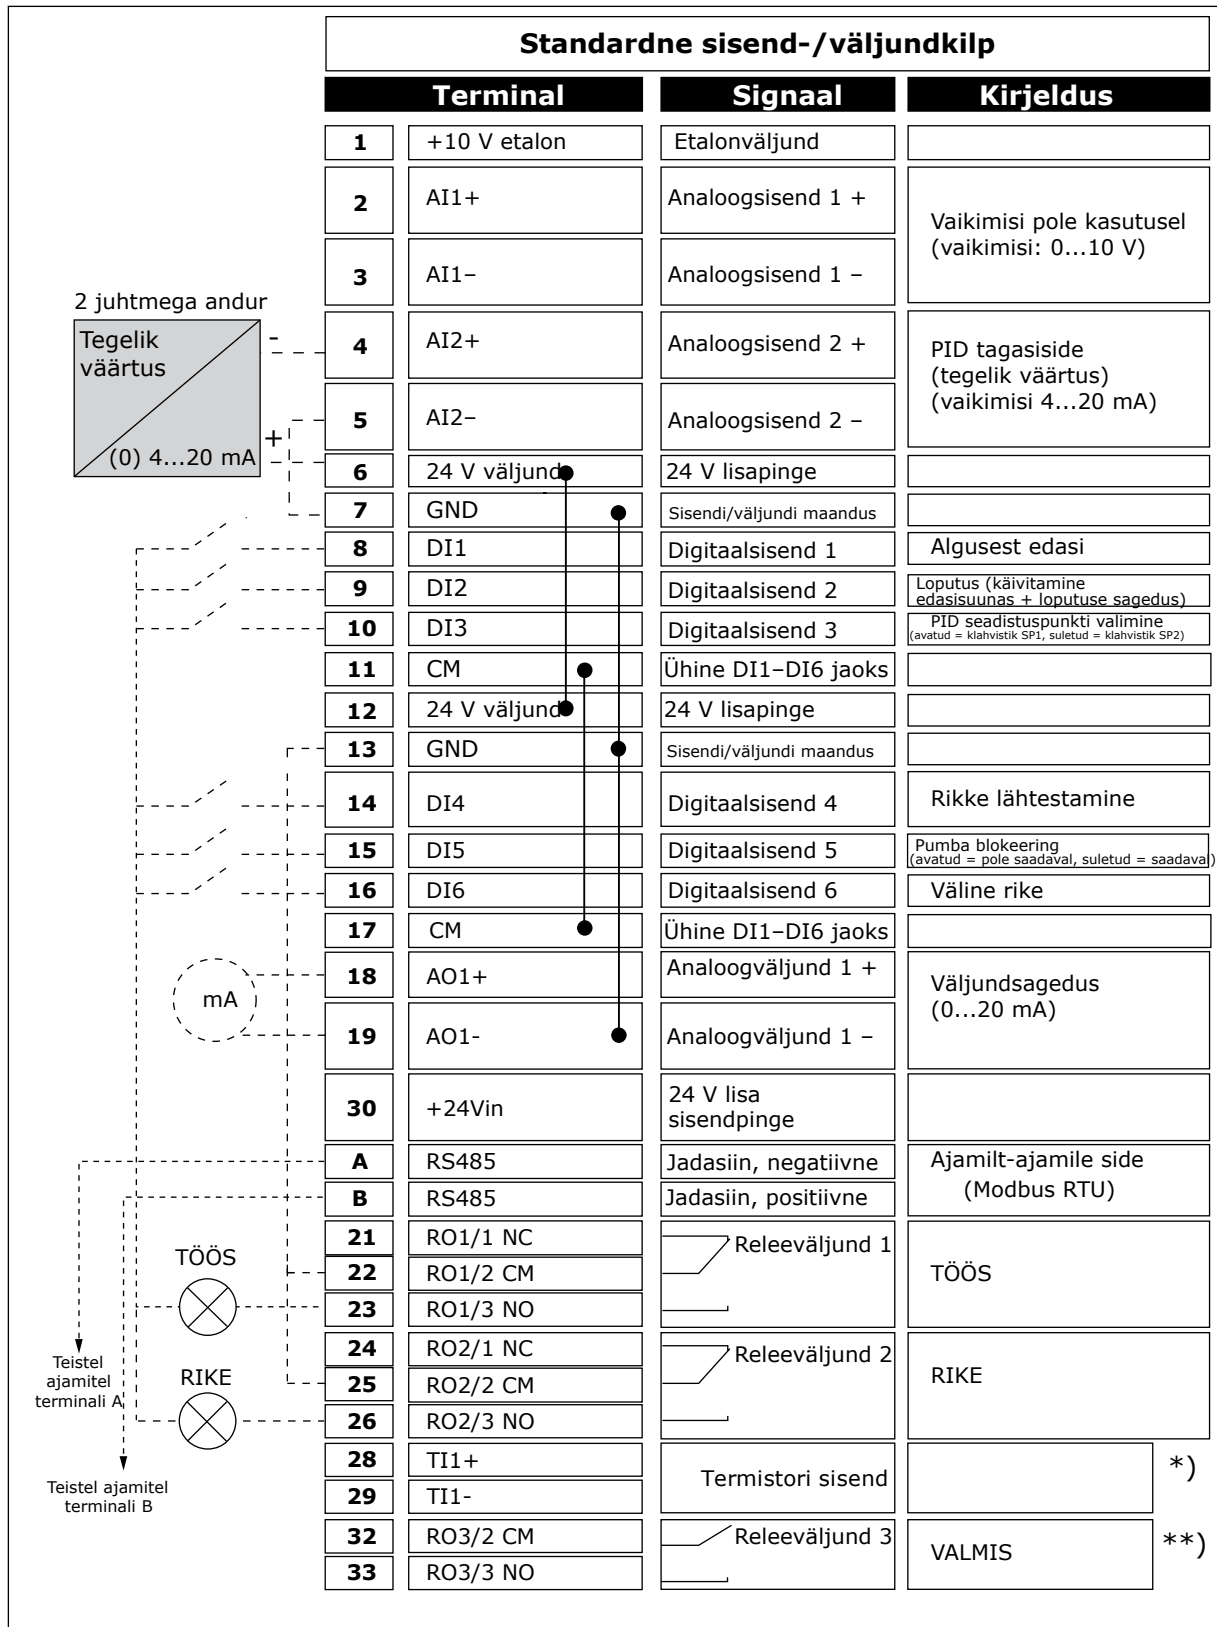 Standardne sisend-/väljundkilp
Terminal Signaal Kirjeldus
1 +10 V etalon Etalonväljund
2 AI1+ Analoogsisend 1 +
Vaikimisi pole kasutusel
(vaikimisi: 0...10 V)
3 AI1– Analoogsisend 1 –
2 juhtmega andur
Tegelik
väärtus
-
+
(0) 4...20 mA
4 AI2+ Analoogsisend 2 +
PID tagasiside
(tegelik väärtus)
(vaikimisi 4...20 mA)
5 AI2– Analoogsisend 2 –
6 24 V väljund 24 V lisapinge
7 GND Sisendi/väljundi maandus
8 DI1 Digitaalsisend 1 Algusest edasi
9 DI2 Digitaalsisend 2 Loputus (käivitamine
edasisuunas + loputuse sagedus)
10 DI3 Digitaalsisend 3 PID seadistuspunkti valimine
(avatud = klahvistik SP1, suletud = klahvistik SP2)
11 CM Ühine DI1–DI6 jaoks
12 24 V väljund 24 V lisapinge
13 GND Sisendi/väljundi maandus
14 DI4 Digitaalsisend 4 Rikke lähtestamine
15 DI5 Digitaalsisend 5 Pumba blokeering
(avatud = pole saadaval, suletud = saadaval)
16 DI6 Digitaalsisend 6 Väline rike
17 CM Ühine DI1–DI6 jaoks
mA
18 AO1+ Analoogväljund 1 +
Väljundsagedus
(0...20 mA)
19 AO1- Analoogväljund 1 –
30 +24Vin 24 V lisa
sisendpinge
A RS485 Jadasiin, negatiivne Ajamilt-ajamile side
B RS485 Jadasiin, positiivne (Modbus RTU)
21 RO1/1 NC Releeväljund 1
TÖÖS
22 RO1/2 CM TÖÖS
23 RO1/3 NO
24 RO2/1 NC Releeväljund 2
Teistel
ajamitel
terminali A
RIKE
25 RO2/2 CM RIKE
26 RO2/3 NO
28 TI1+ Termistori sisend *)
29 TI1-
Teistel ajamitel
terminali B
32 RO3/2 CM Releeväljund 3 VALMIS **)
33 RO3/3 NO